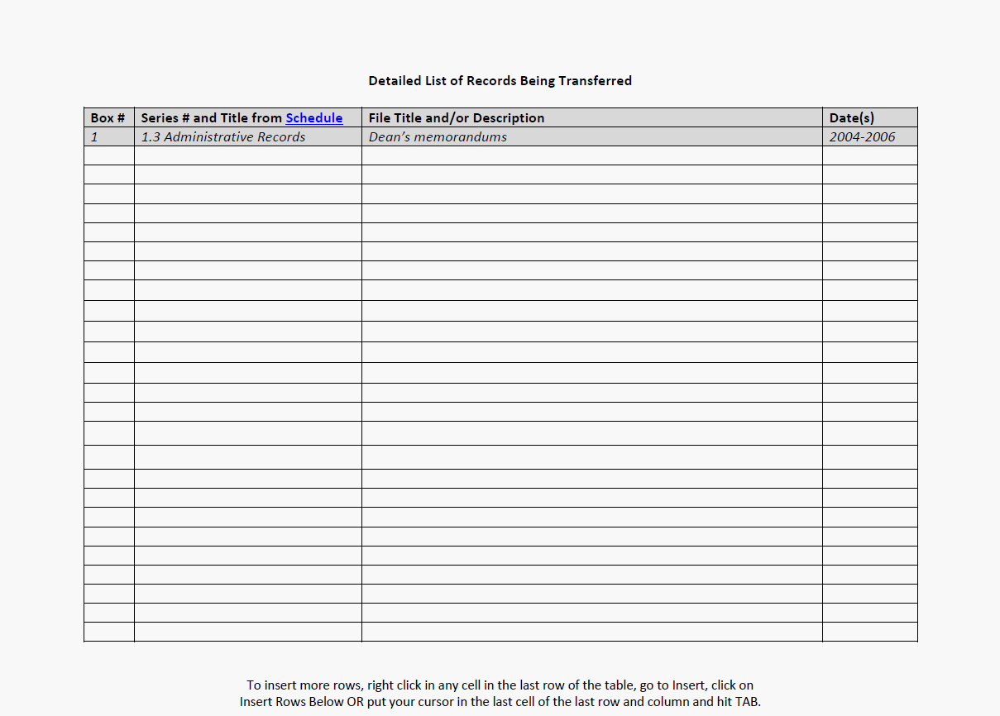 Detailed List of Records Being Transferred
Box # Series # and Title from Schedule File Title and/or Description Date(s)
1 1.3 Administrative Records Dean’s memorandums 2004-2006
To insert more rows, right click in any cell in the last row of the table, go to Insert, click on
Insert Rows Below OR put your cursor in the last cell of the last row and column and hit TAB.